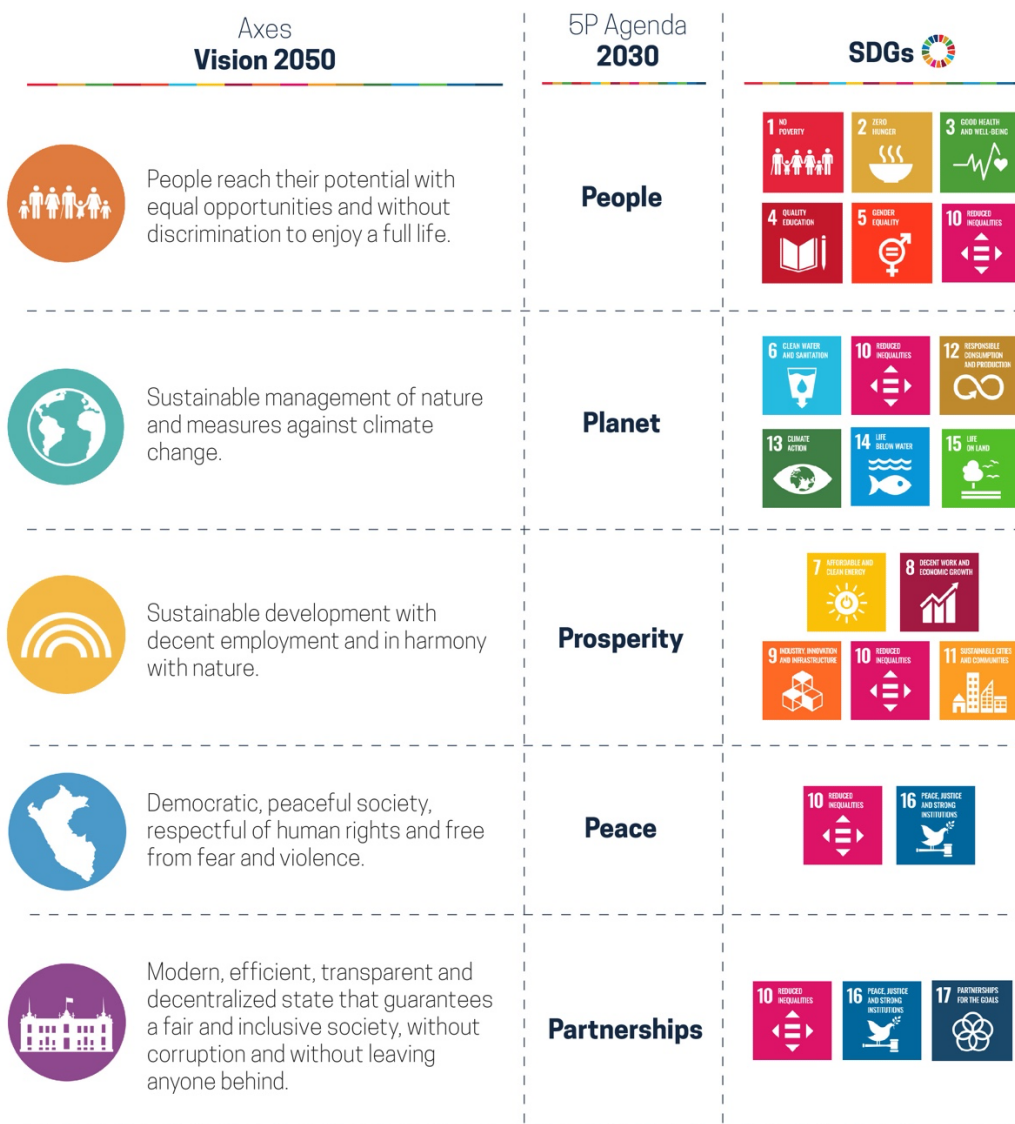 Axes
Vision 2050
5P Agenda
2030
SDGs
People reach their potential with
equal opportunities and without
discrimination to enjoy a full life.
People
1 NO
POVERTY
2 ZERO
HUNGER
3 GOOD HEALTH
AND WELL-BEING
4 QUALITY
EDUCATION
5 GENDER
EQUALITY
10 REDUCED
INEQUALITIES
Sustainable management of nature
and measures against climate
change.
Planet
6 CLEAN WATER
AND SANITATION
10 REDUCED
INEQUALITIES
12 RESPONSIBLE
CONSUMPTION
AND PRODUCTION
13 CLIMATE
ACTION
14 LIFE
BELOW WATER
15 LIFE
ON LAND
Sustainable development with
decent employment and in harmony
with nature.
Prosperity
7 AFFORDABLE AND
CLEAN ENERGY
8 DECENT WORK AND
ECONOMIC GROWTH
9 INDUSTRY, INNOVATION
AND INFRASTRUCTURE
10 REDUCED
INEQUALITIES
11 SUSTAINABLE CITIES
AND COMMUNITIES
Democratic, peaceful society,
respectful of human rights and free
from fear and violence.
Peace
10 REDUCED
INEQUALITIES
16 PEACE, JUSTICE
AND STRONG
INSTITUTIONS
Modern, efficient, transparent and
decentralized state that guarantees
a fair and inclusive society, without
corruption and without leaving
anyone behind.
Partnerships
10 REDUCED
INEQUALITIES
16 PEACE, JUSTICE
AND STRONG
INSTITUTIONS
17 PARTNERSHIPS
FOR THE GOALS